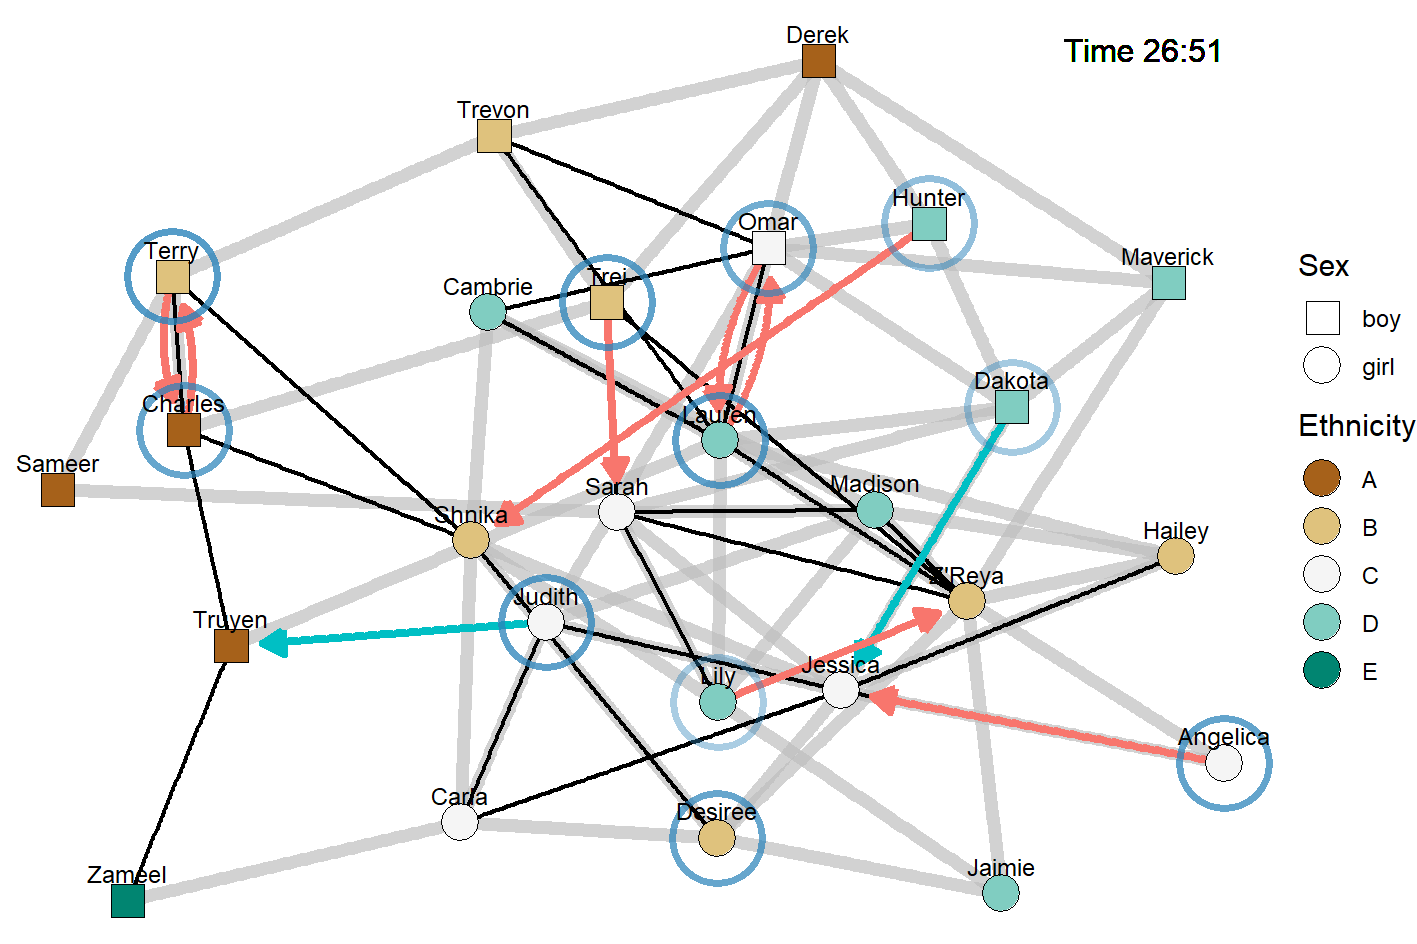 Derek
Time 26:51
Trevon
Hunter
Omar
Terry
Trei
Maverick
Cambrie
Sex
boy
girl
Dakota
Charles
Lauren
Ethnicity
Sameer
Sarah
Madison
A
Shnika
Hailey
B
Z'Reya
C
Judith
Truyen
D
Jessica
Lily
E
Angelica
Carla
Desiree
Zameel
Jaimie